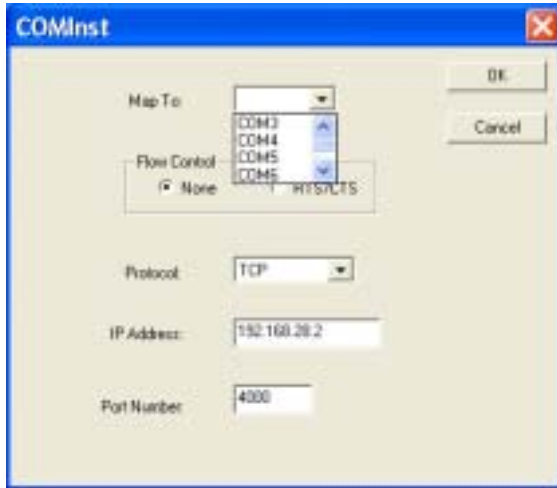 COMInst
OK
Map To:
COM3
COM4
COM5
COM6
Cancel
Flow Control
None
RTS/CTS
Protocol:
TCP
IP Address:
192.168.28.2
Port Number:
4000